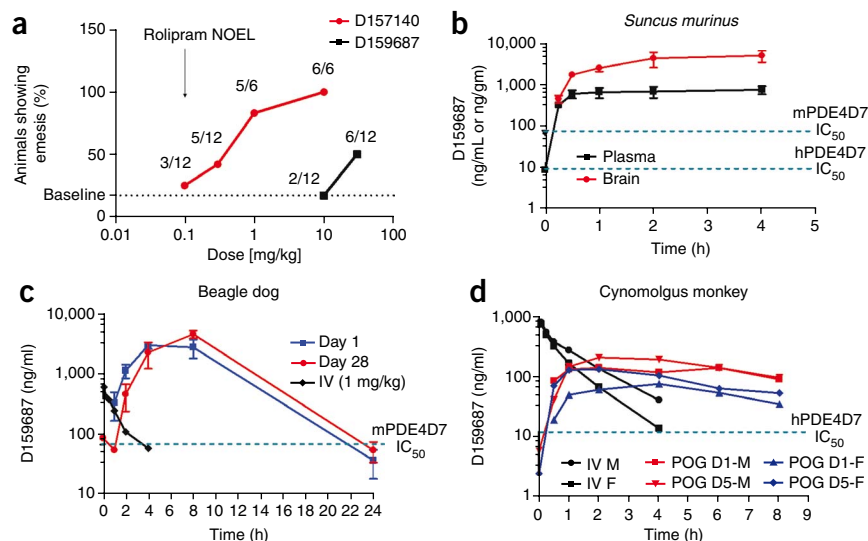 a
D157140
D159687
Rolipram NOEL
Animals showing
emesis (%)
150
100
50
0
Baseline
3/12
5/12
5/6
6/6
2/12
6/12
0.01
0.1
1
10
100
Dose [mg/kg]
b
Suncus murinus
D159687
(ng/mL or ng/gm)
10,000
1,000
100
10
1
mPDE4D7
IC50
hPDE4D7
IC50
Plasma
Brain
0
1
2
3
4
5
Time (h)
c
Beagle dog
D159687 (ng/ml)
10,000
1,000
100
10
Day 1
Day 28
IV (1 mg/kg)
mPDE4D7
IC50
0 2 4 6 8 10 12 14 16 18 20 22 24
Time (h)
d
Cynomolgus monkey
D159687 (ng/ml)
1,000
100
10
1
hPDE4D7
IC50
IV M
POG D1-M
POG D1-F
IV F
POG D5-M
POG D5-F
0 1 2 3 4 5 6 7 8 9
Time (h)